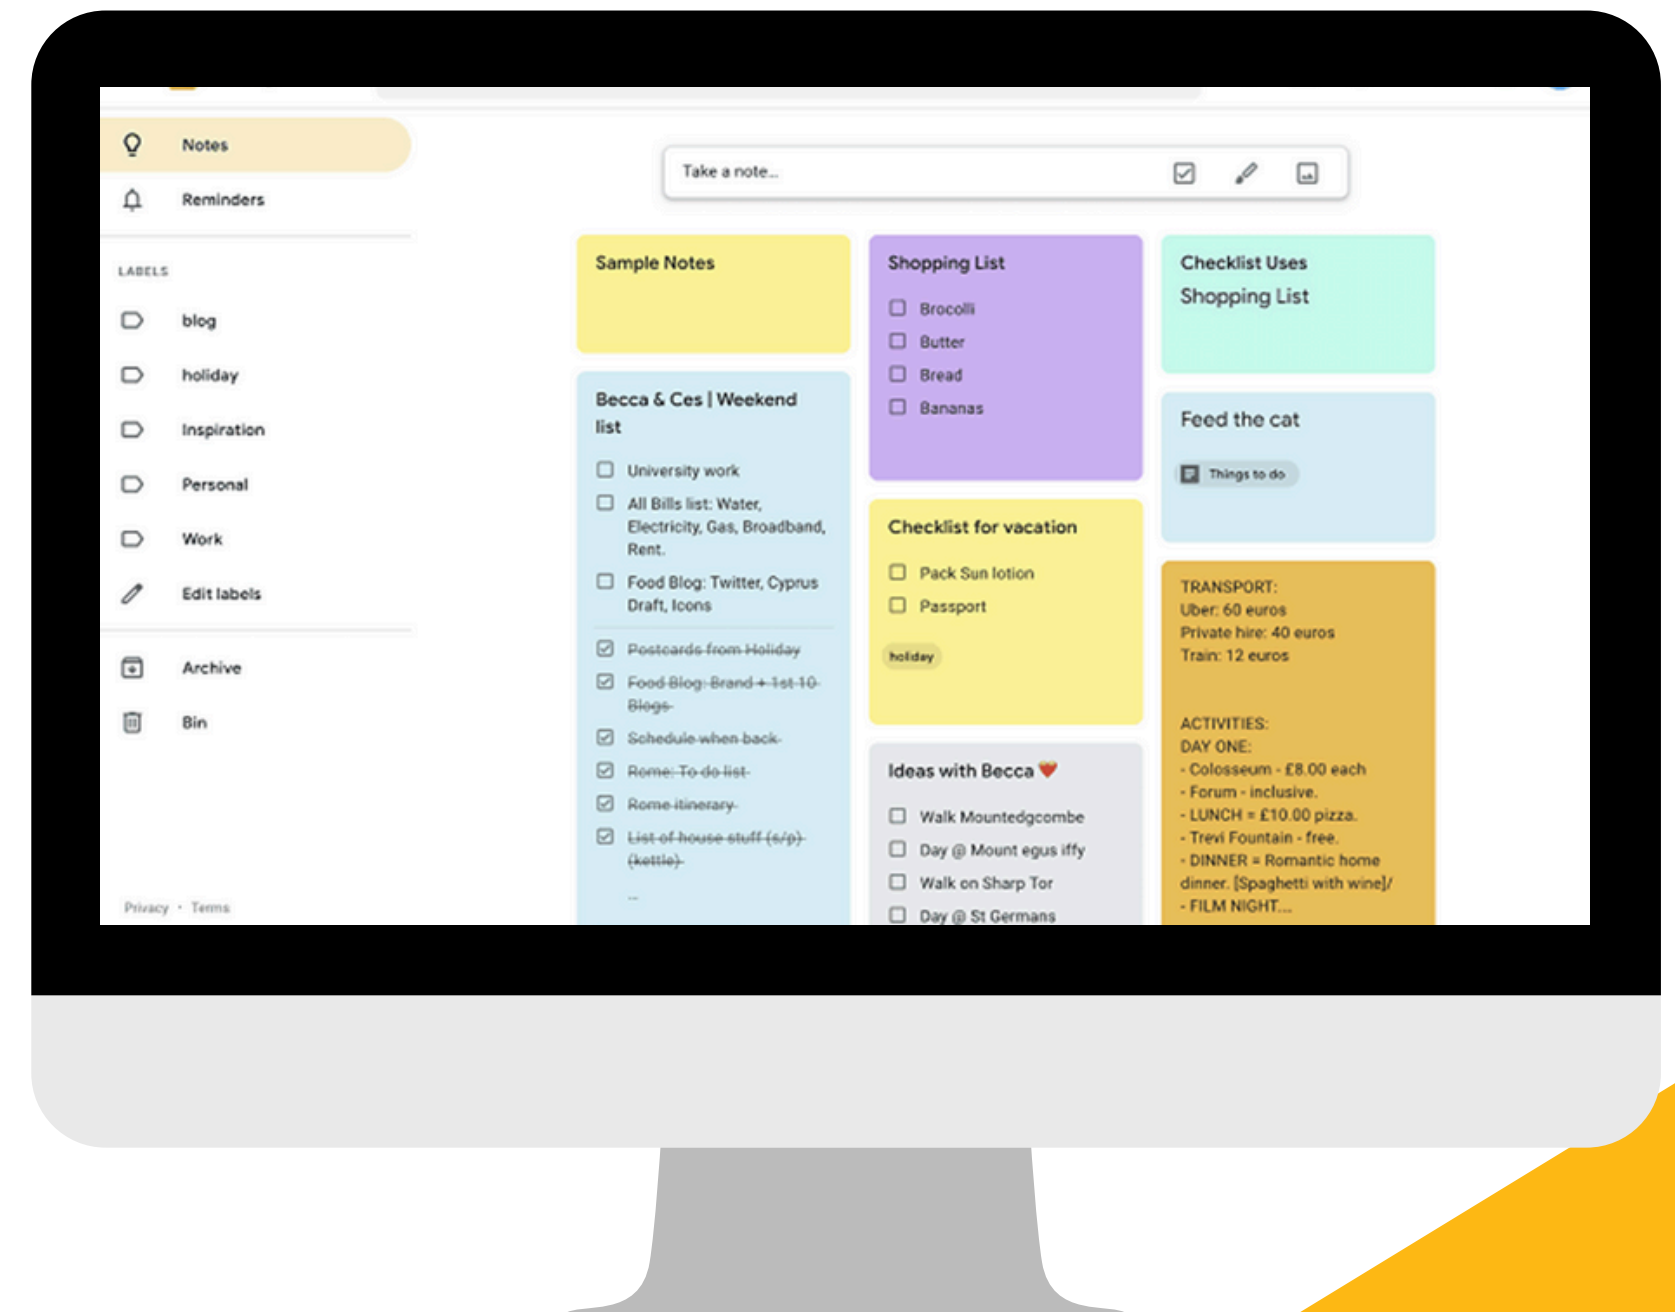 Notes
Reminders
LABELS
blog
holiday
Inspiration
Personal
Work
Edit labels
Archive
Bin
Privacy • Terms
Take a note...
Sample Notes
Becca & Ces | Weekend
list
University work
All Bills list: Water,
Electricity, Gas, Broadband,
Rent.
Food Blog: Twitter, Cyprus
Draft, Icons
Postcards from Holiday
Food Blog: Brand + 1st 10
Blogs
Schedule when back
Rome: To do list
Rome itinerary
List of house stuff (s/p)
(kettle)
...
Shopping List
Brocolli
Butter
Bread
Bananas
Checklist for vacation
Pack Sun lotion
Passport
holiday
Ideas with Becca
Walk Mountedgcombe
Day @ Mount egus iffy
Walk on Sharp Tor
Day @ St Germans
Checklist Uses
Shopping List
Feed the cat
Things to do
TRANSPORT:
Uber: 60 euros
Private hire: 40 euros
Train: 12 euros
ACTIVITIES:
DAY ONE:
- Colosseum - £8.00 each
- Forum - inclusive.
- LUNCH = £10.00 pizza.
- Trevi Fountain - free.
- DINNER = Romantic home
dinner. [Spaghetti with wine]/
- FILM NIGHT...